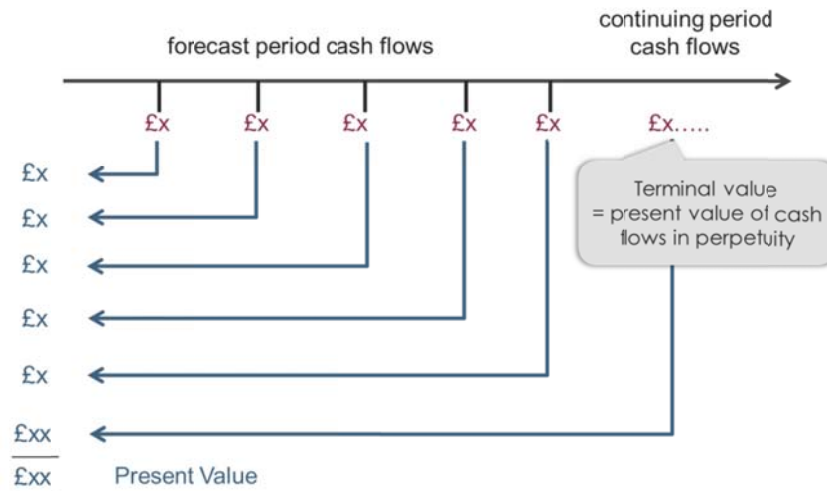 forecast period cash flows
continuing period
cash flows
£x £x £x £x £x £x.....
£x
Terminal value
= present value of cash
flows in perpetuity
£x
£x
£x
£x
£xx
£xx Present Value